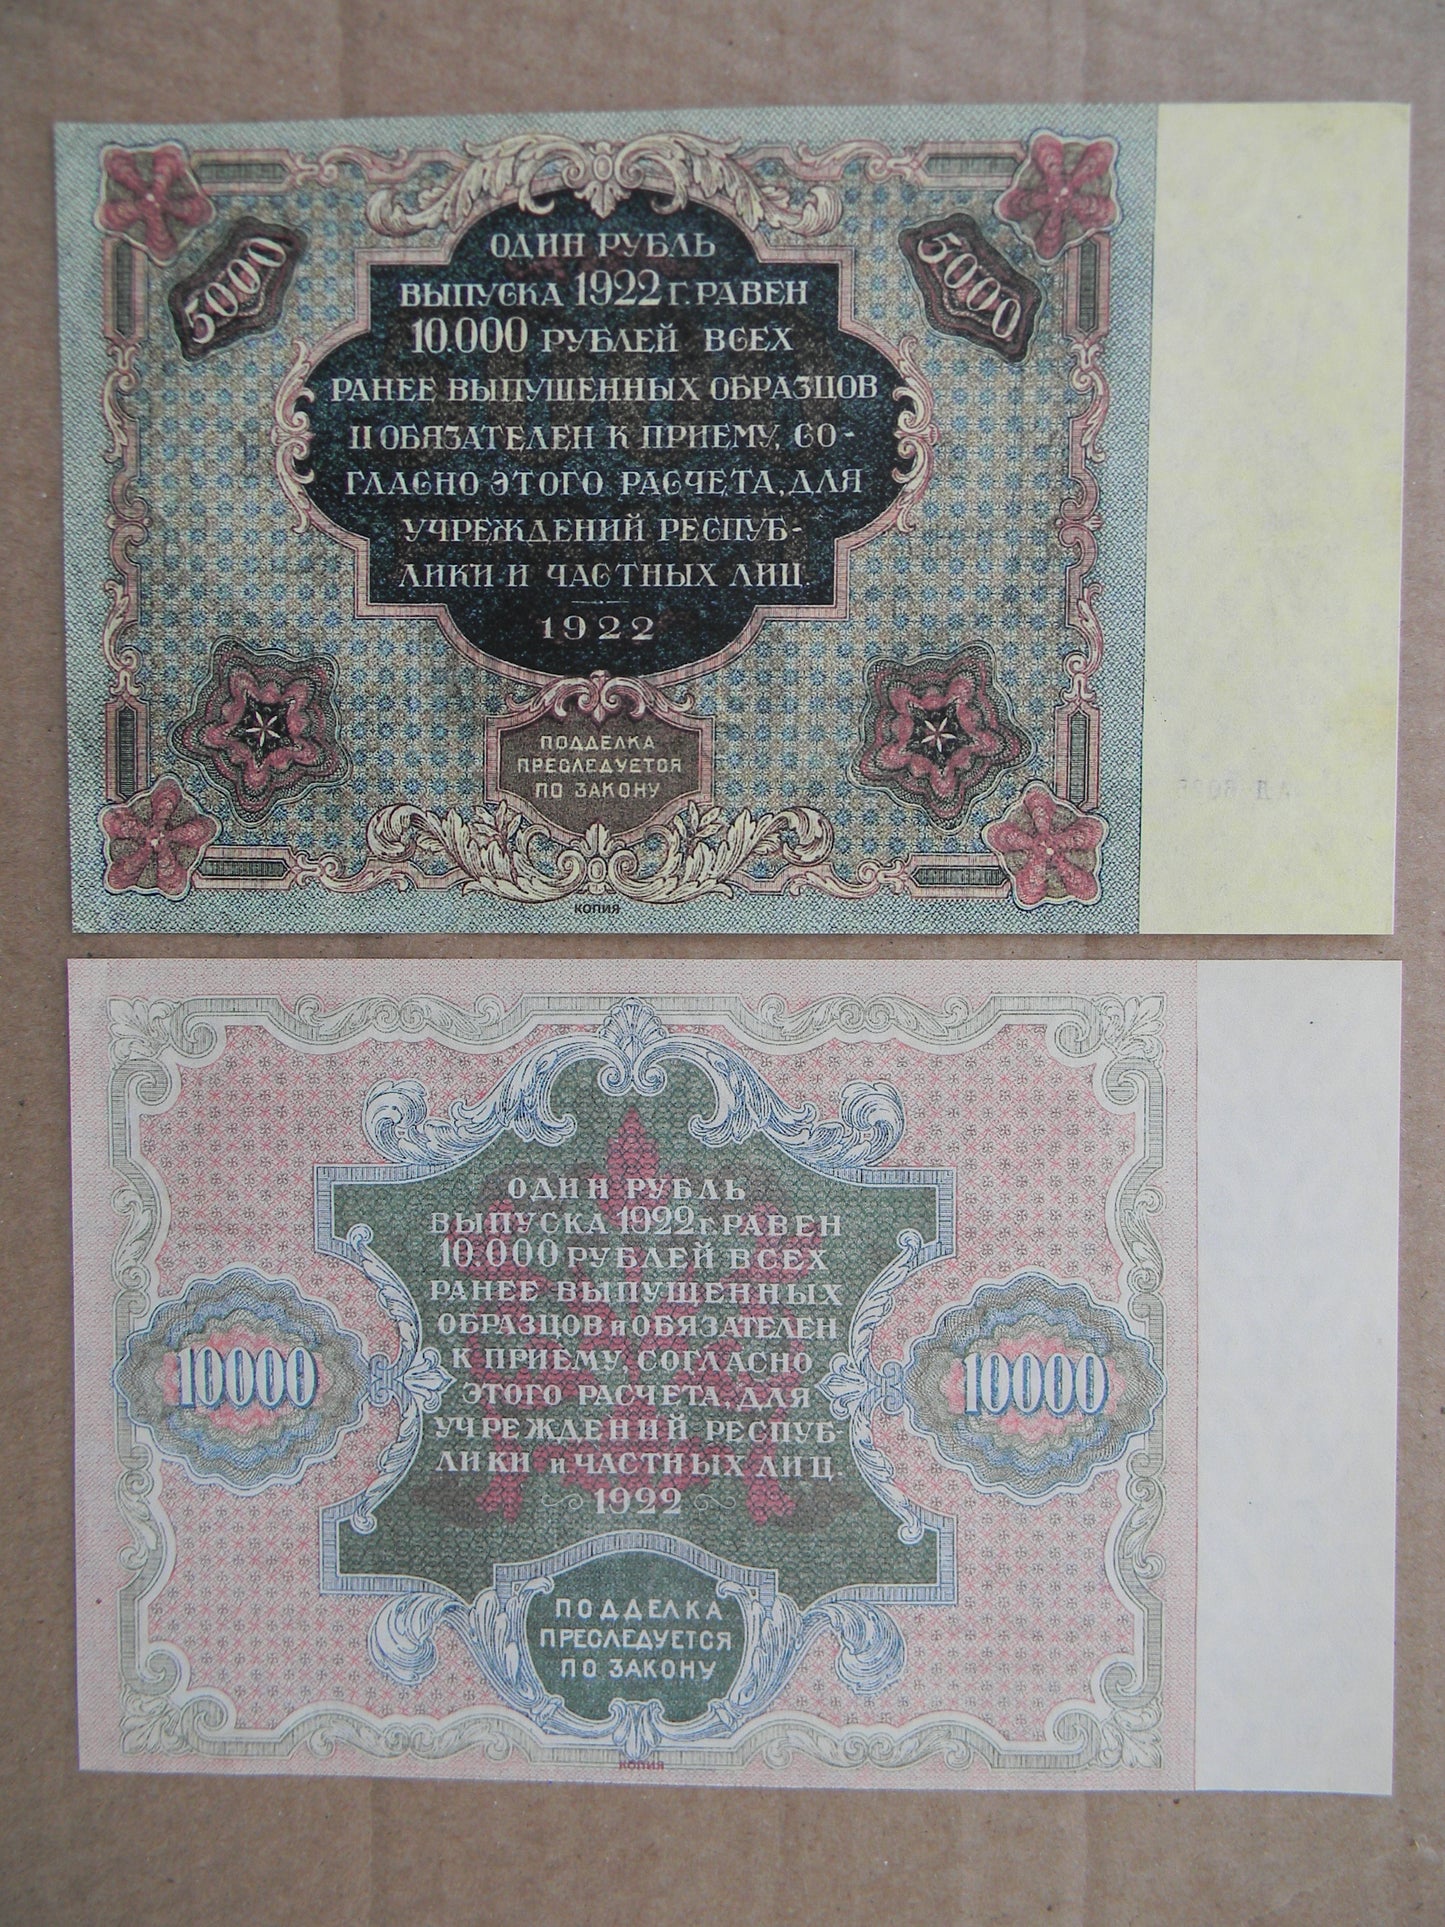 5000
5000
ОДИН РУБЛЬ
ВЫПУСКА 1922 Г. РАВЕН
10.000 РУБЛЕЙ ВСЕХ
РАНЕЕ ВЫПУЩЕННЫХ ОБРАЗЦОВ
И ОБЯЗАТЕЛЕН К ПРИЕМУ, СО-
ГЛАСНО ЭТОГО РАСЧЕТА, ДЛЯ
УЧРЕЖДЕНИЙ РЕСПУБ-
ЛИКИ И ЧАСТНЫХ ЛИЦ.
1922
ПОДДЕЛКА
ПРЕСЛЕДУЕТСЯ
ПО ЗАКОНУ
КОПИЯ
ОДИН РУБЛЬ
ВЫПУСКА 1922 г. РАВЕН
10.000 РУБЛЕЙ ВСЕХ
РАНЕЕ ВЫПУЩЕННЫХ
ОБРАЗЦОВ и ОБЯЗАТЕЛЕН
К ПРИЕМУ, СОГЛАСНО
ЭТОГО РАСЧЕТА, ДЛЯ
УЧРЕЖДЕНИЙ РЕСПУБ-
ЛИКИ и ЧАСТНЫХ ЛИЦ.
1922
10000
10000
ПОДДЕЛКА
ПРЕСЛЕДУЕТСЯ
ПО ЗАКОНУ
КОПИЯ